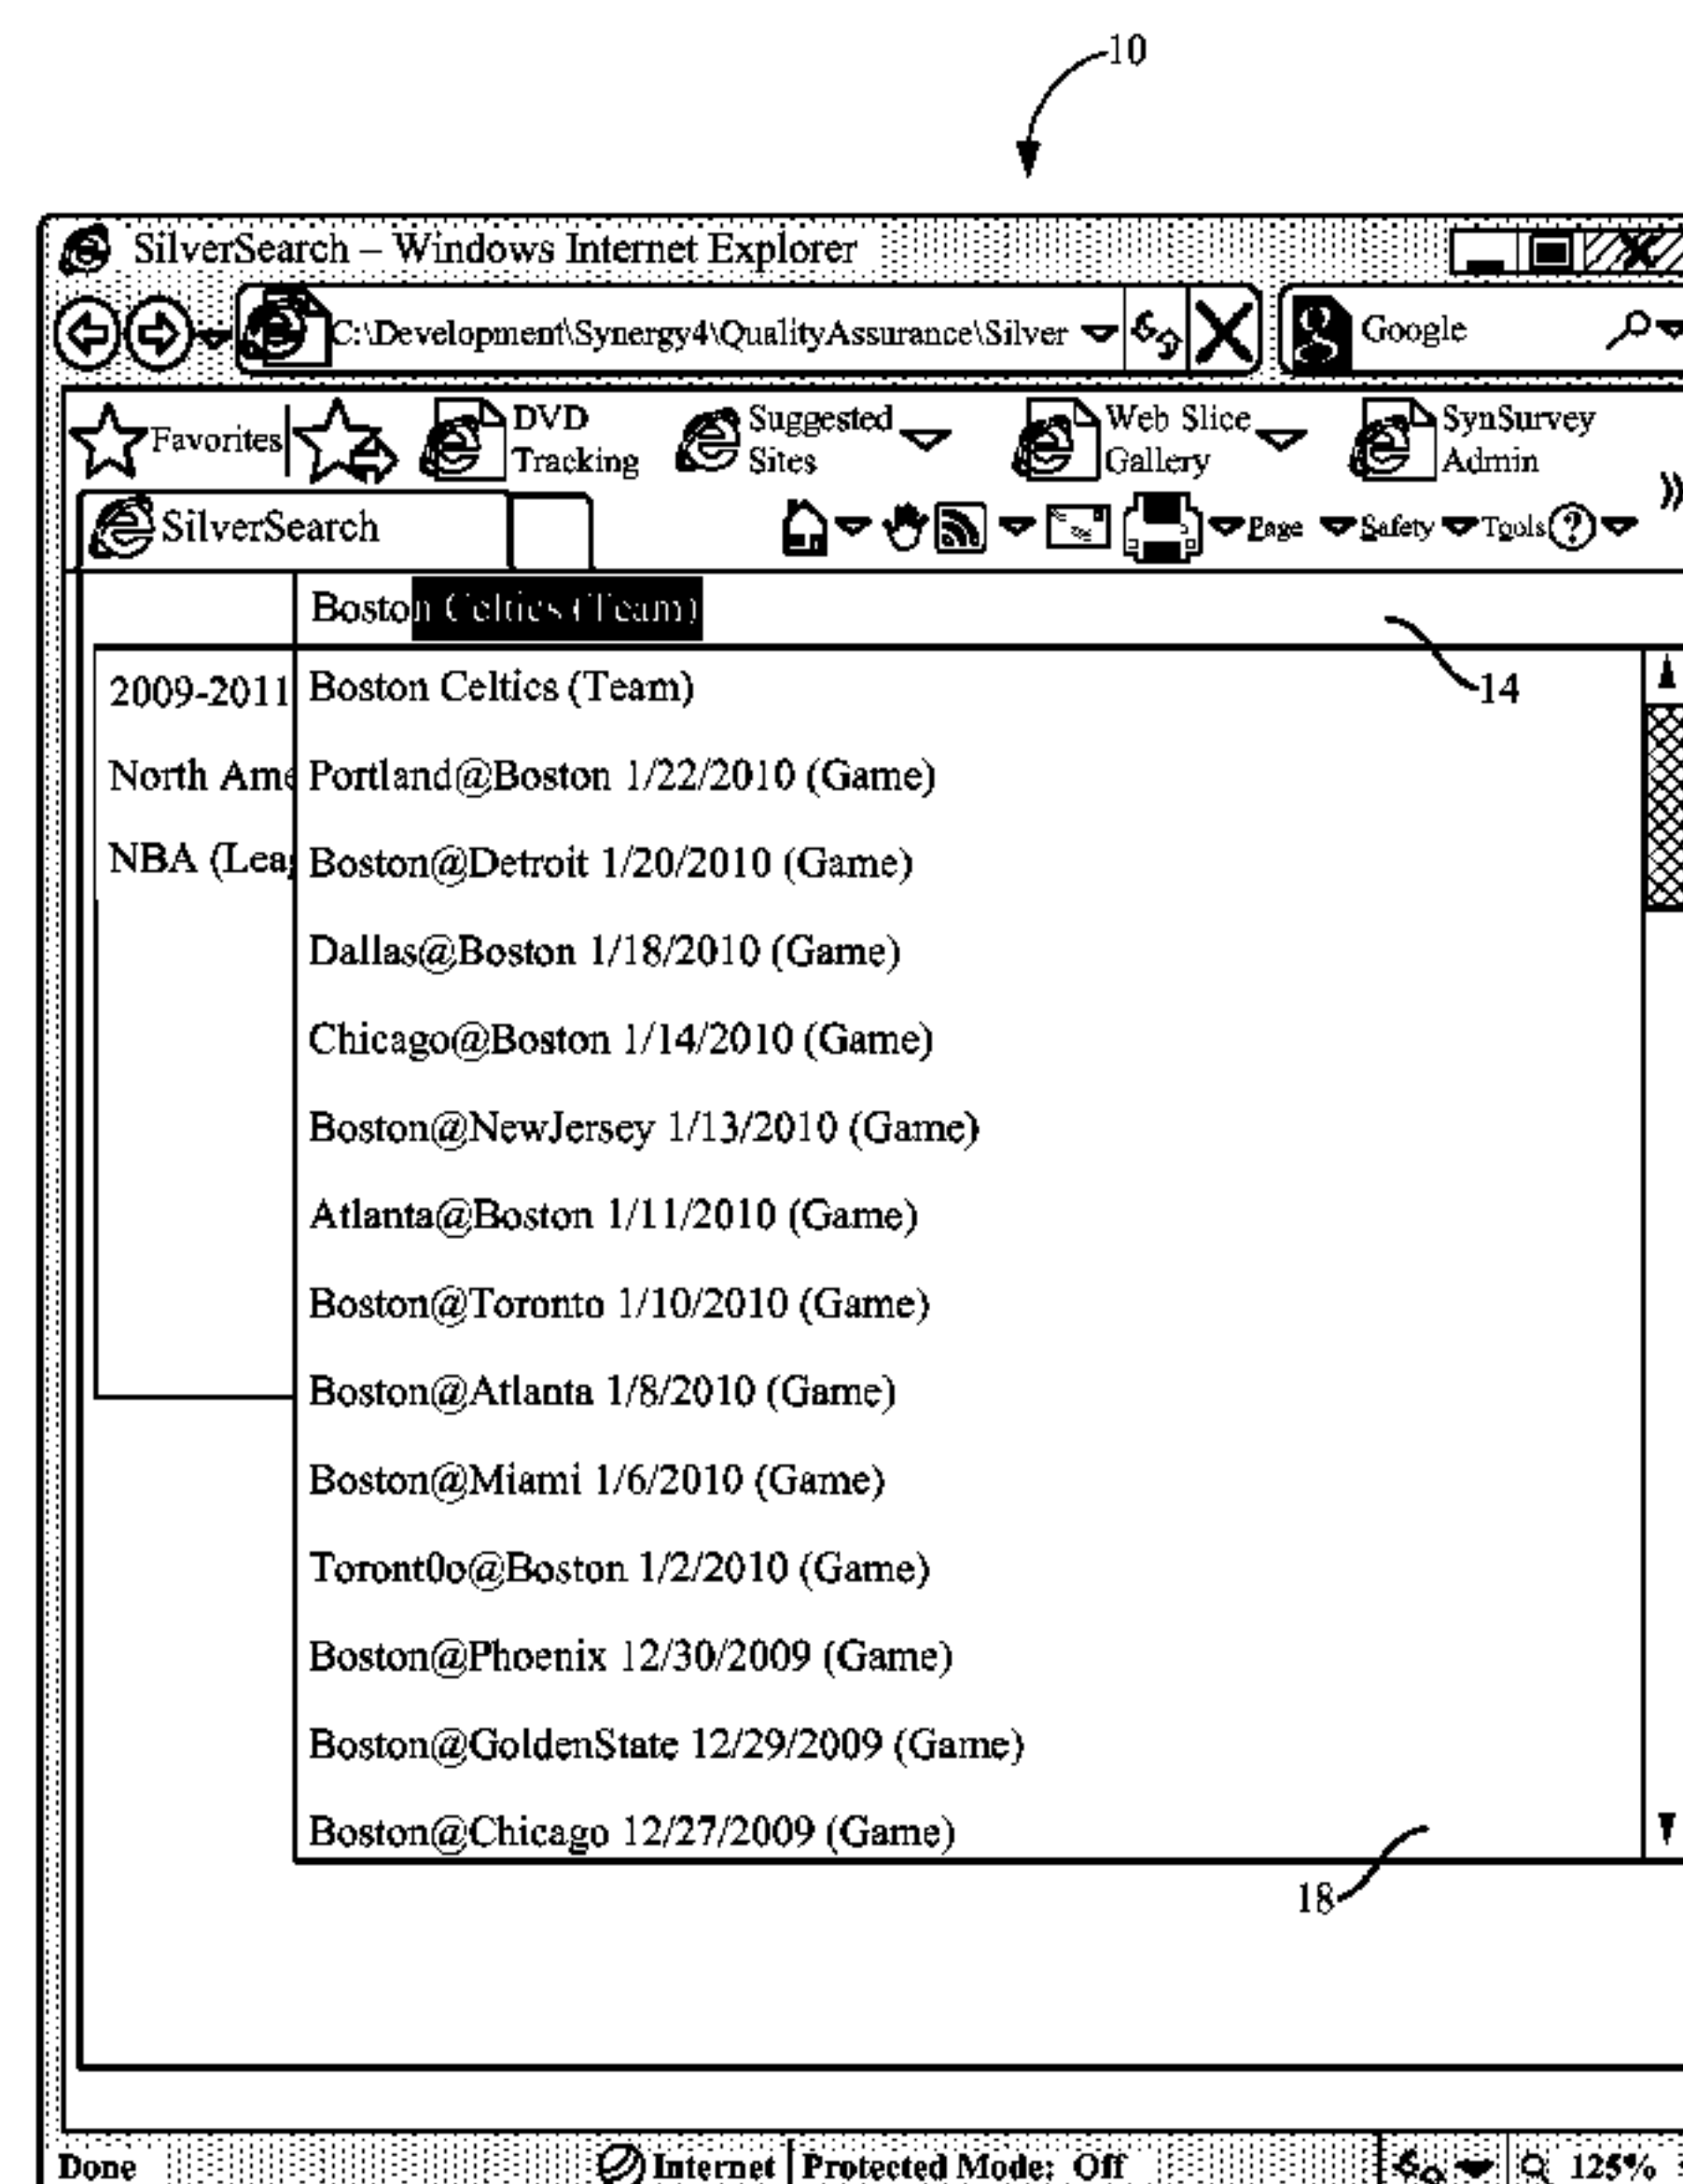 10
SilverSearch – Windows Internet Explorer
C:\Development\Synergy4\QualityAssurance\Silver
Google
Favorites
DVD
Tracking
Suggested
Sites
Web Slice
Gallery
SynSurvey
Admin
»
SilverSearch
Page
Safety
Tools
?
Boston Celtics (Team)
14
2009-2011
Boston Celtics (Team)
North Ame
Portland@Boston 1/22/2010 (Game)
NBA (Leag
Boston@Detroit 1/20/2010 (Game)
Dallas@Boston 1/18/2010 (Game)
Chicago@Boston 1/14/2010 (Game)
Boston@NewJersey 1/13/2010 (Game)
Atlanta@Boston 1/11/2010 (Game)
Boston@Toronto 1/10/2010 (Game)
Boston@Atlanta 1/8/2010 (Game)
Boston@Miami 1/6/2010 (Game)
Toront0o@Boston 1/2/2010 (Game)
Boston@Phoenix 12/30/2009 (Game)
Boston@GoldenState 12/29/2009 (Game)
Boston@Chicago 12/27/2009 (Game)
18
Done
Internet
Protected Mode: Off
125%